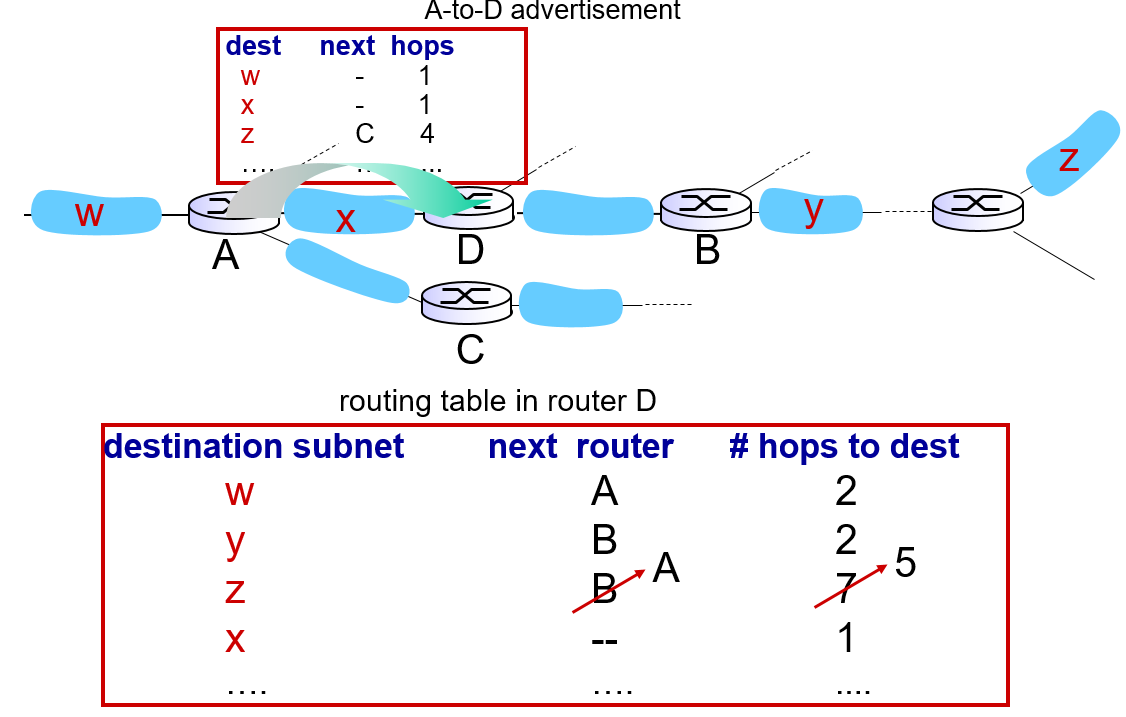 A-to-D advertisement
dest next hops
w - 1
x - 1
z C 4
.... .. ...
w
x
y
z
A
D
B
C
routing table in router D
destination subnet next router # hops to dest
w A 2
y B 2
z B A 7 5
x -- 1
.... .... ....